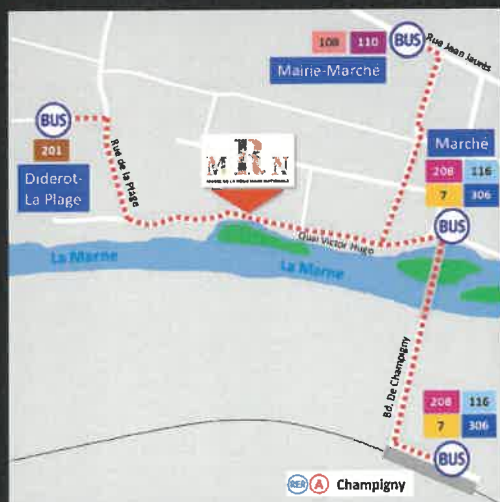 108 110 BUS
Rue Jean Jaurès
Mairie-Marché
BUS
201
Diderot-
La Plage
Rue de la Plage
MRN
Marché
208 116
7 306
BUS
Quai Victor Hugo
La Marne
La Marne
Bd. De Champigny
208 116
7 306
BUS
RER A Champigny